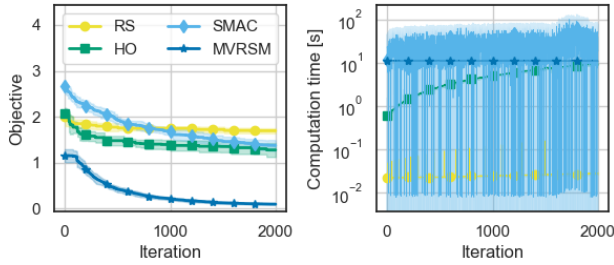 RS
HO
SMAC
MVRSM
4
3
2
1
0
Objective
0
1000
2000
Iteration
10²
10¹
10⁰
10⁻¹
10⁻²
Computation time [s]
0
1000
2000
Iteration